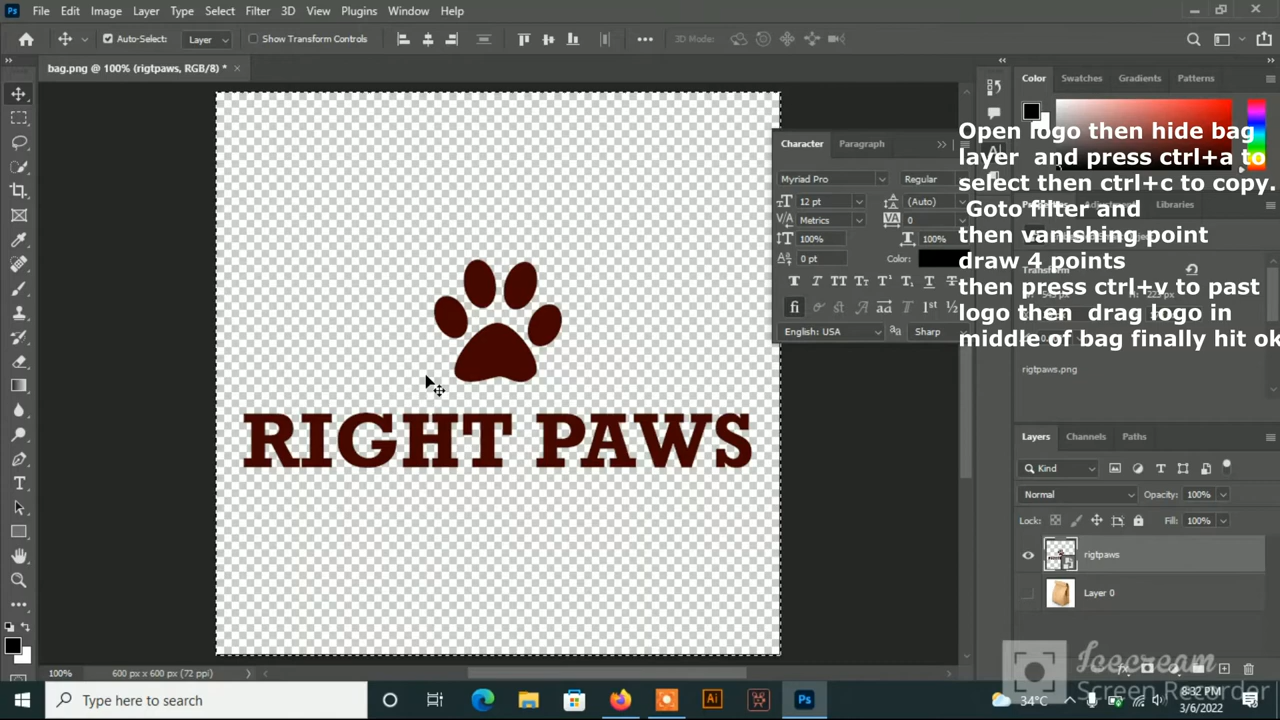 File Edit Image Layer Type Select Filter 3D View Plugins Window Help
Auto-Select: Layer Show Transform Controls 3D Mode:
bag.png @ 100% (rigtpaws, RGB/8) * ×
Color Swatches Gradients Patterns
Open logo then hide bag
layer and press ctrl+a to
select then ctrl+c to copy.
Goto filter and
then vanishing point
draw 4 points
then press ctrl+v to past
logo then drag logo in
middle of bag finally hit ok
Libraries
Transform
rigtpaws.png
Character Paragraph
Myriad Pro Regular
12 pt (Auto)
Metrics 0
100% 100%
0 pt Color:
English: USA Sharp
RIGHT PAWS
Layers Channels Paths
Kind
Normal Opacity: 100%
Lock: Fill: 100%
rigtpaws
Layer 0
100% 600 px x 600 px (72 ppi)
Icecream
Screen Recorder
Type here to search
34°C
8:32 PM
3/6/2022